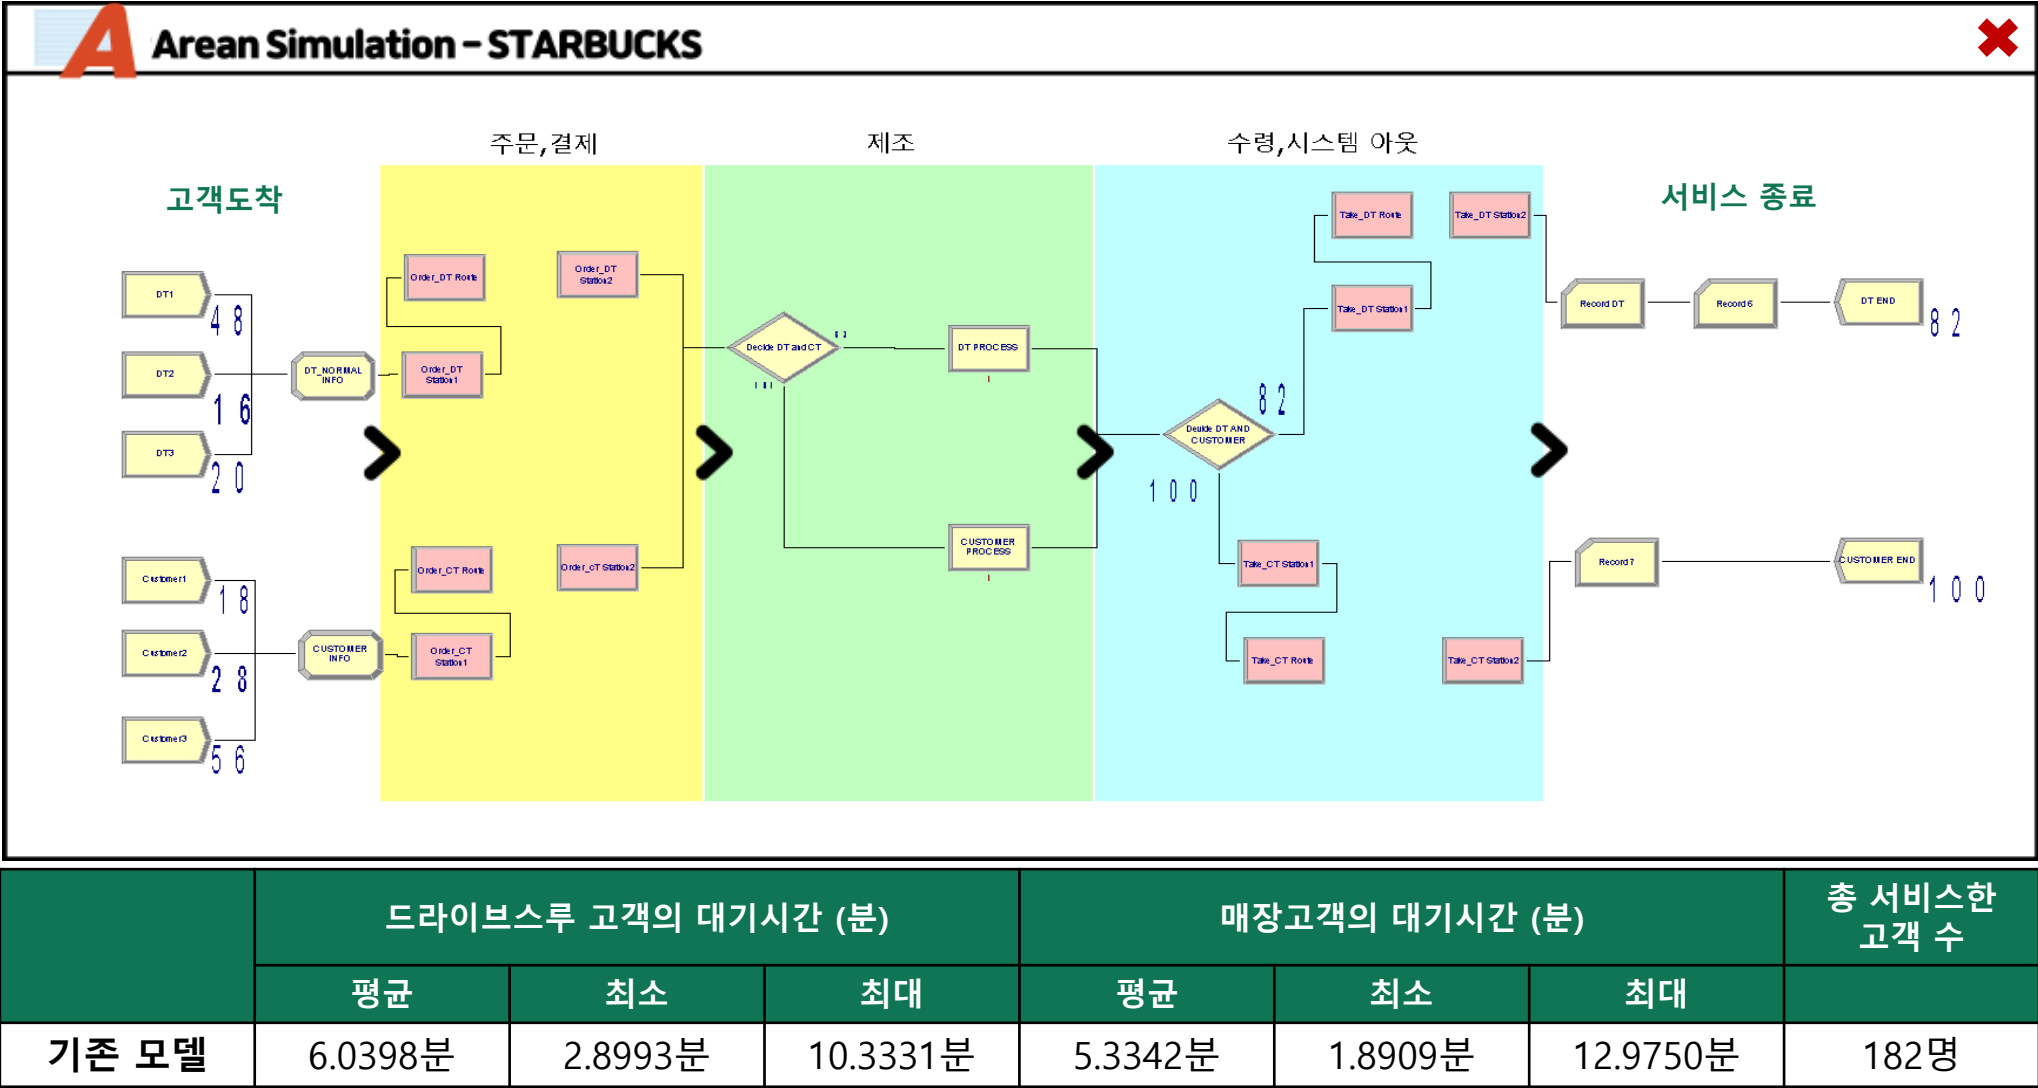 Arean Simulation – STARBUCKS
주문,결제
제조
수령,시스템 아웃
고객도착
서비스 종료
DT1
48
DT2
16
DT3
20
DT_NORMAL
INFO
Order_DT Route
Order_DT
Station1
Order_DT
Station2
Customer1
18
Customer2
28
Customer3
56
CUSTOMER
INFO
Order_CT Route
Order_CT
Station1
Order_cT Station2
Decide DT and CT
DT PROCESS
CUSTOMER
PROCESS
DT AND
CUSTOMER
82
100
Take_DT Route
Take_DT Station1
Take_DT Station2
Take_CT Station1
Take_CT Route
Take_CT Station2
Record DT
Record 6
DT END
82
Record 7
CUSTOMER END
100
드라이브스루 고객의 대기시간 (분)
매장고객의 대기시간 (분)
총 서비스한
고객 수
평균
최소
최대
평균
최소
최대
기존 모델
6.0398분
2.8993분
10.3331분
5.3342분
1.8909분
12.9750분
182명